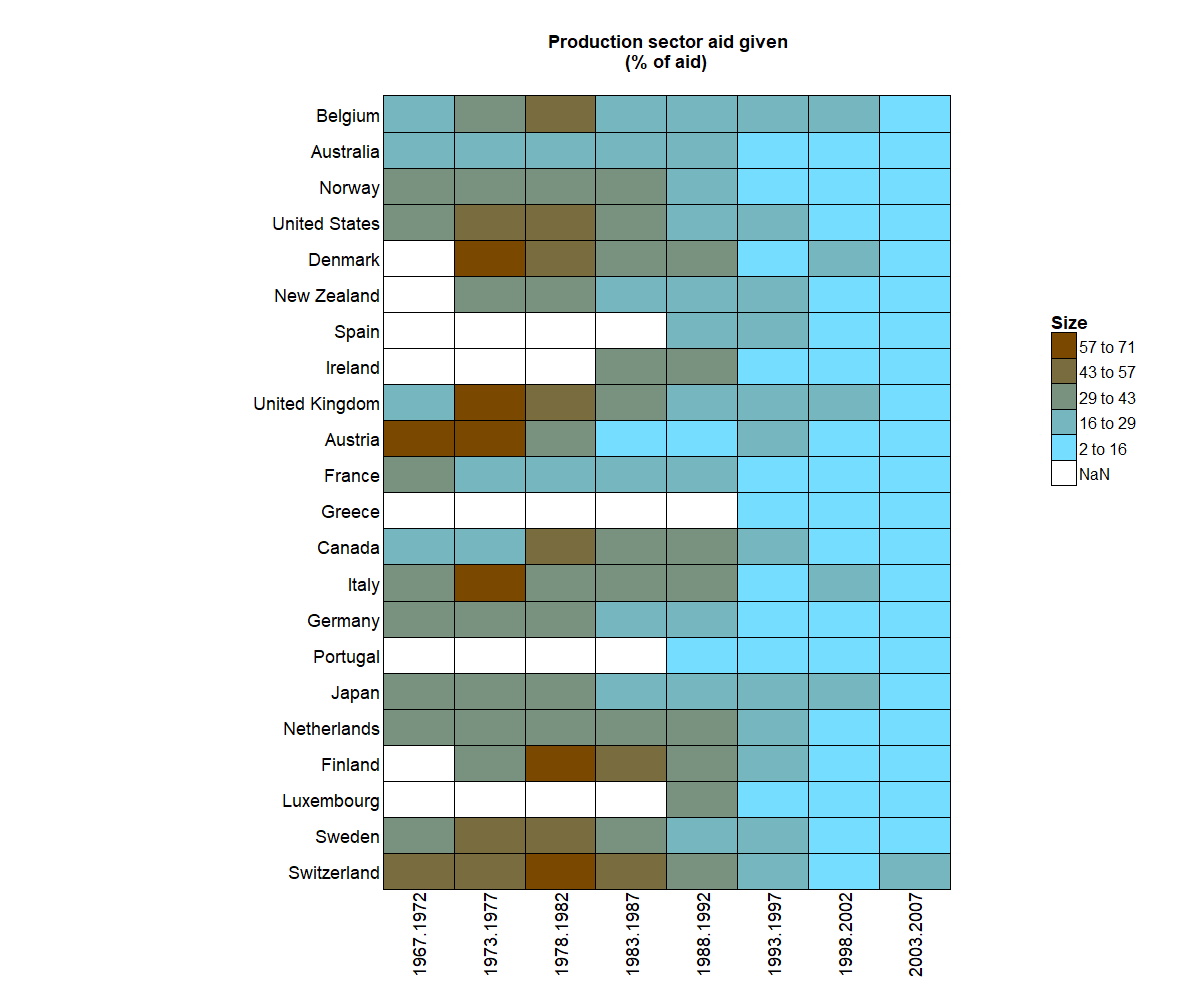 Production sector aid given
(% of aid)
Belgium
Australia
Norway
United States
Denmark
New Zealand
Spain
Ireland
United Kingdom
Austria
France
Greece
Canada
Italy
Germany
Portugal
Japan
Netherlands
Finland
Luxembourg
Sweden
Switzerland
1967.1972
1973.1977
1978.1982
1983.1987
1988.1992
1993.1997
1998.2002
2003.2007
Size
57 to 71
43 to 57
29 to 43
16 to 29
2 to 16
NaN